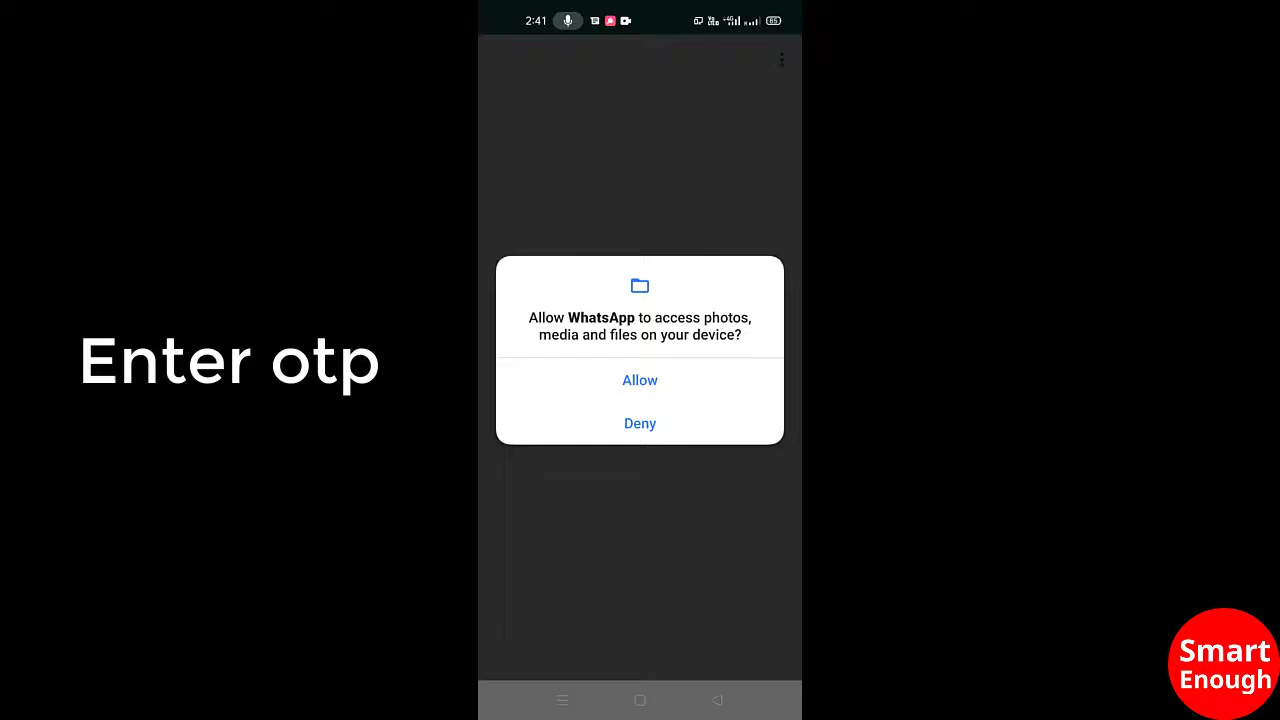 2:41
85
Allow WhatsApp to access photos,
media and files on your device?
Allow
Deny
Enter otp
Smart
Enough